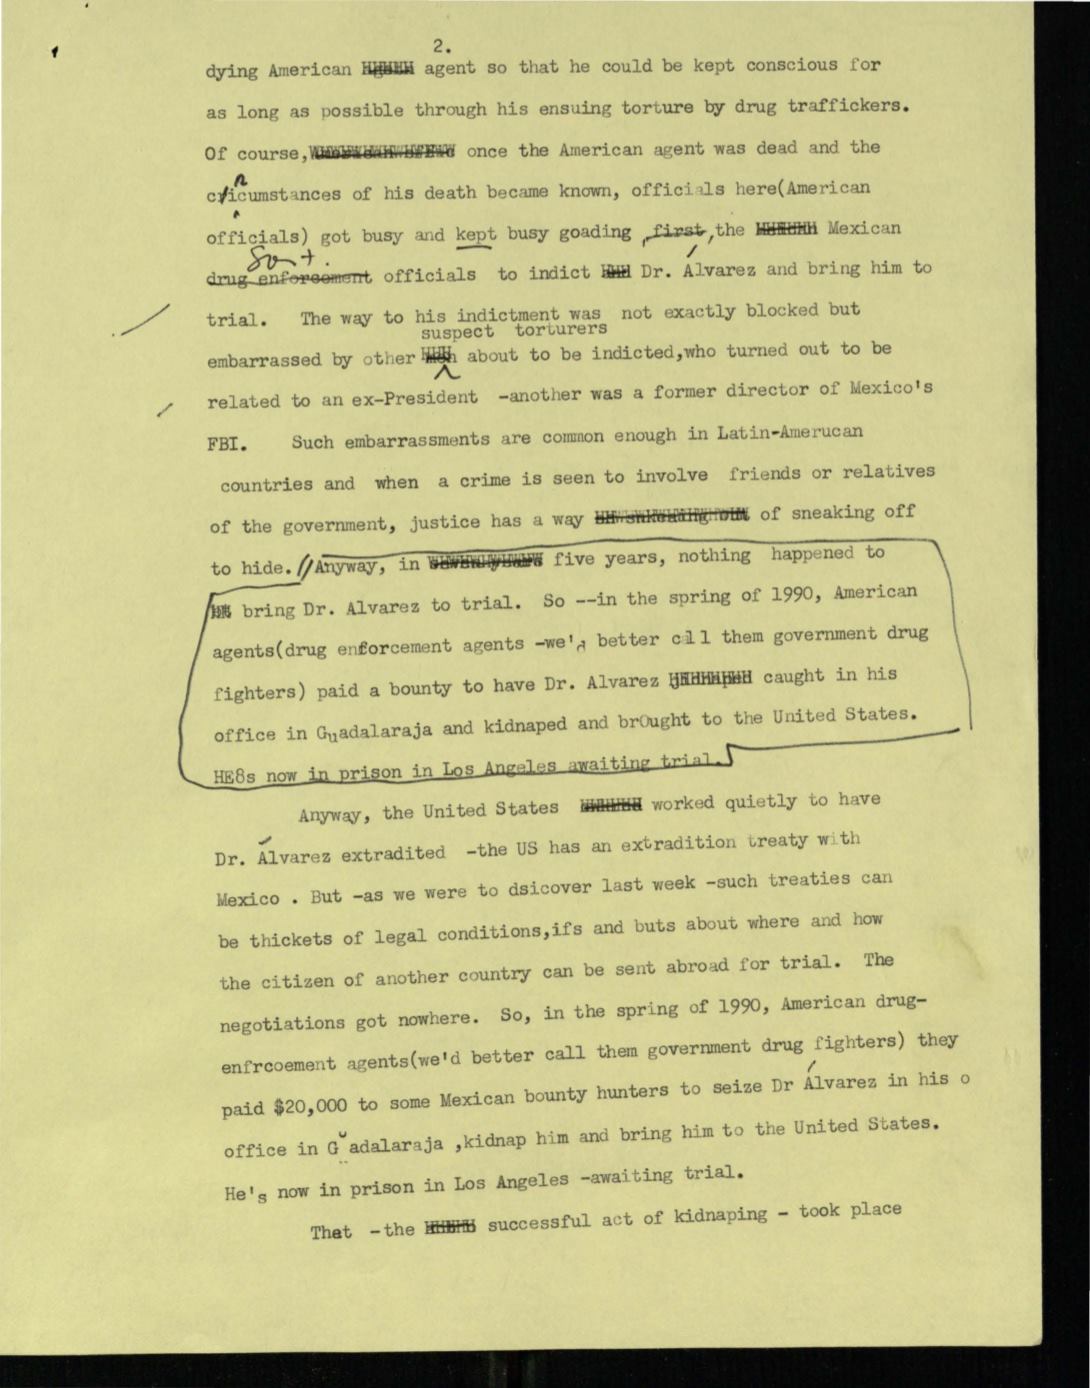 2.
dying American agent so that he could be kept conscious for
as long as possible through his ensuing torture by drug traffickers.
Of course, once the American agent was dead and the
circumstances of his death became known, officials here(American
officials) got busy and kept busy goading ,first,the Mexican
Govt.
drug enforcement officials to indict Dr. Álvarez and bring him to
trial. The way to his indictment was not exactly blocked but
suspect torturers
embarrassed by other men about to be indicted,who turned out to be
related to an ex-President -another was a former director of Mexico's
FBI. Such embarrassments are common enough in Latin-Amerucan
countries and when a crime is seen to involve friends or relatives
of the government, justice has a way of sneaking off
to hide. //Anyway, in five years, nothing happened to
bring Dr. Alvarez to trial. So --in the spring of 1990, American
agents(drug enforcement agents -we'd better call them government drug
fighters) paid a bounty to have Dr. Alvarez kidnaped caught in his
office in Guadalaraja and kidnaped and brOught to the United States.
HE8s now in prison in Los Angeles awaiting trial.
Anyway, the United States worked quietly to have
Dr. Álvarez extradited -the US has an extradition treaty with
Mexico . But -as we were to dsicover last week -such treaties can
be thickets of legal conditions,ifs and buts about where and how
the citizen of another country can be sent abroad for trial. The
negotiations got nowhere. So, in the spring of 1990, American drug-
enfrcoement agents(we'd better call them government drug fighters) they
paid $20,000 to some Mexican bounty hunters to seize Dr Álvarez in his o
office in Guadalaraja ,kidnap him and bring him to the United States.
He's now in prison in Los Angeles -awaiting trial.
That -the successful act of kidnaping - took place